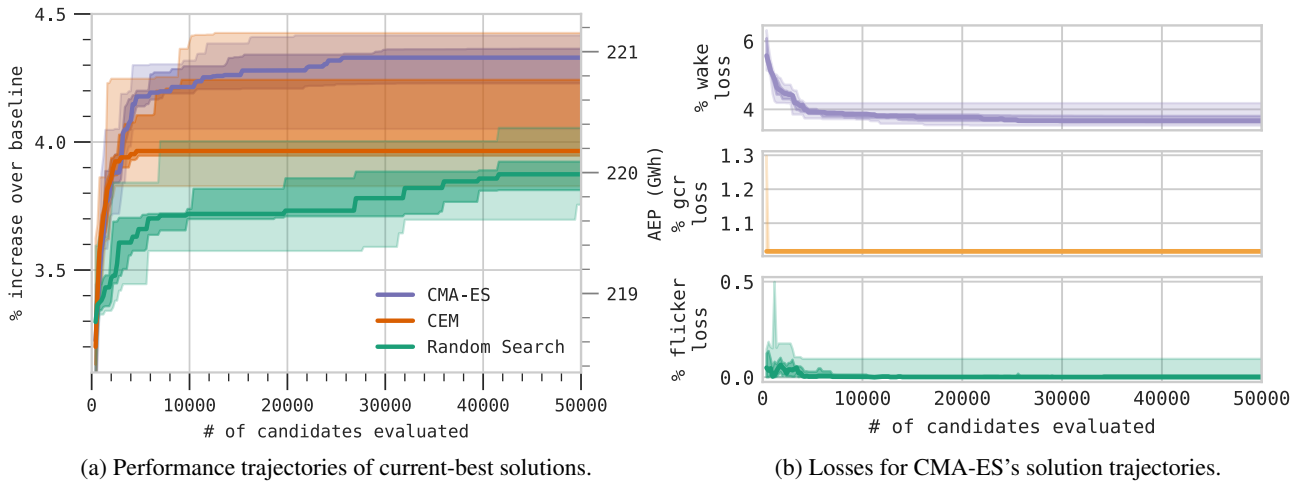 4.5
4.0
3.5
% increase over baseline
221
220
219
AEP (GWh)
CMA-ES
CEM
Random Search
0
10000
20000
30000
40000
50000
# of candidates evaluated
(a) Performance trajectories of current-best solutions.
6
4
% wake
loss
1.3
1.2
1.1
% gcr
loss
0.5
0.0
% flicker
loss
0
10000
20000
30000
40000
50000
# of candidates evaluated
(b) Losses for CMA-ES's solution trajectories.